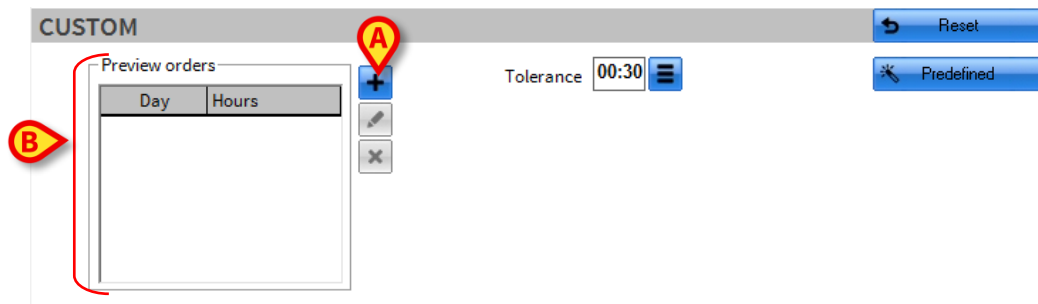 CUSTOM
Reset
A
Preview orders
Tolerance 00:30
Predefined
Day Hours
B